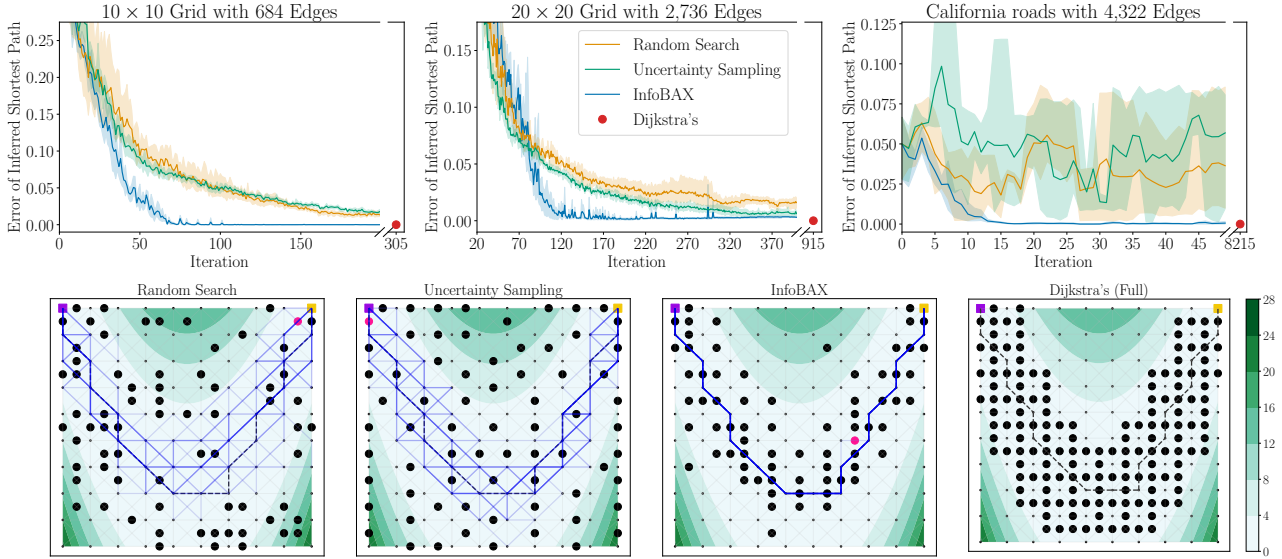 10 × 10 Grid with 684 Edges
Error of Inferred Shortest Path
0.25
0.20
0.15
0.10
0.05
0.00
0
50
100
150
305
Iteration
20 × 20 Grid with 2,736 Edges
Error of Inferred Shortest Path
0.15
0.10
0.05
0.00
20
70
120
170
220
270
320
370
915
Iteration
Random Search
Uncertainty Sampling
InfoBAX
Dijkstra's
California roads with 4,322 Edges
Error of Inferred Shortest Path
0.125
0.100
0.075
0.050
0.025
0.000
0
5
10
15
20
25
30
35
40
45
8215
Iteration
Random Search
Uncertainty Sampling
InfoBAX
Dijkstra's (Full)
28
24
20
16
12
8
4
0